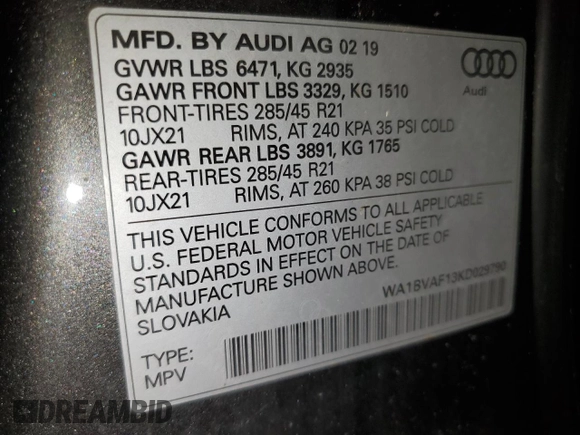 MFD. BY AUDI AG 02 19
GVWR LBS 6471, KG 2935
GAWR FRONT LBS 3329, KG 1510
FRONT-TIRES 285/45 R21
10JX21 RIMS, AT 240 KPA 35 PSI COLD
GAWR REAR LBS 3891, KG 1765
REAR-TIRES 285/45 R21
10JX21 RIMS, AT 260 KPA 38 PSI COLD
Audi
THIS VEHICLE CONFORMS TO ALL APPLICABLE
U.S. FEDERAL MOTOR VEHICLE SAFETY
STANDARDS IN EFFECT ON THE DATE OF
MANUFACTURE SHOWN ABOVE.
SLOVAKIA
WA1BVAF13KD029790
TYPE:
MPV
DREAMBID